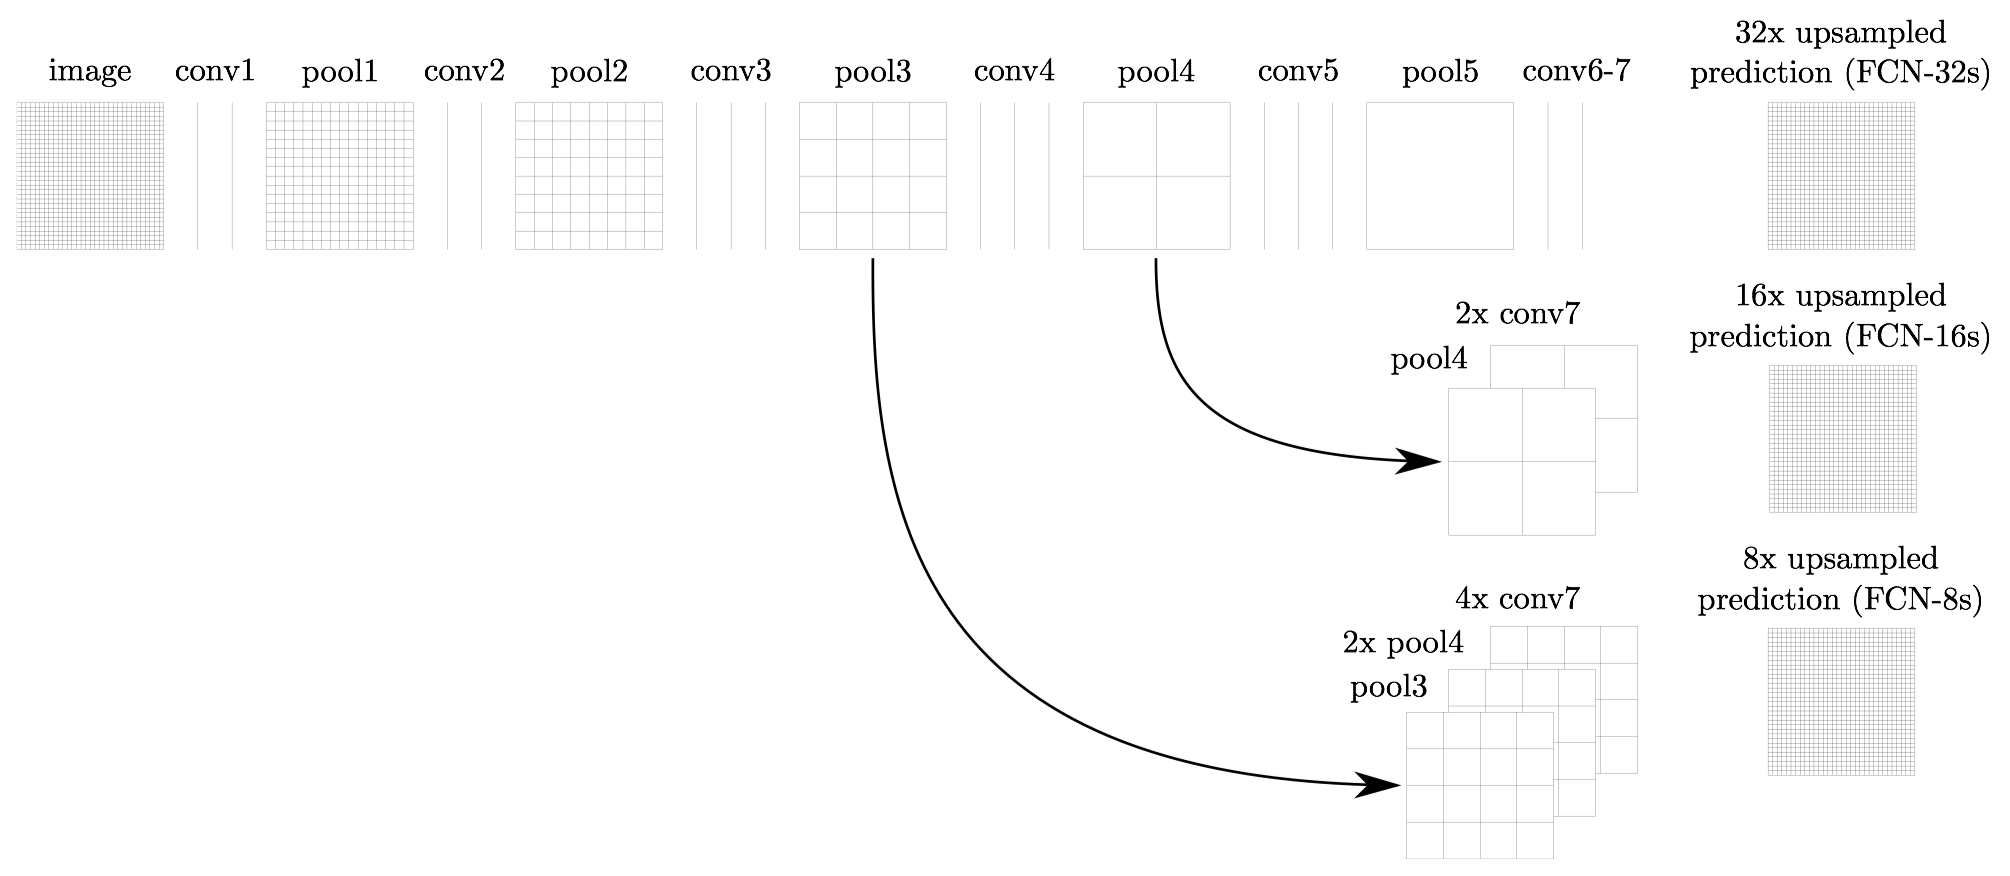 image
conv1
pool1
conv2
pool2
conv3
pool3
conv4
pool4
conv5
pool5
conv6-7
32x upsampled
prediction (FCN-32s)
2x conv7
pool4
16x upsampled
prediction (FCN-16s)
4x conv7
2x pool4
pool3
8x upsampled
prediction (FCN-8s)